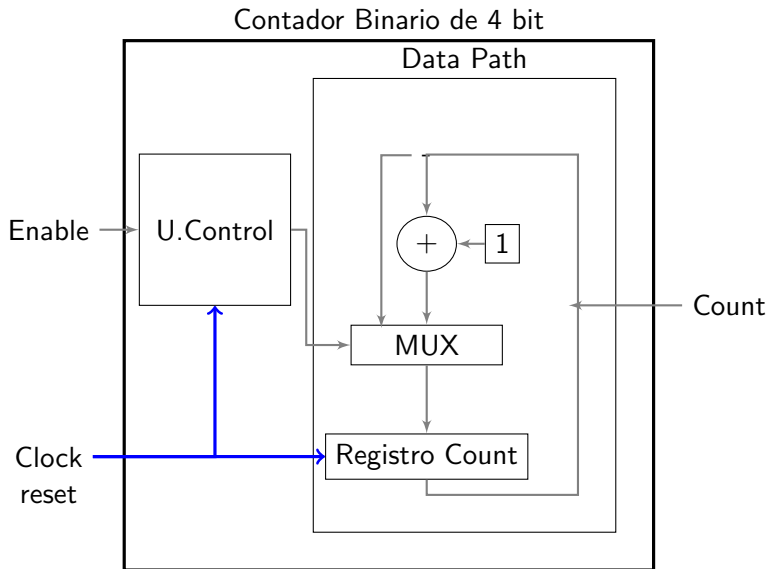 Contador Binario de 4 bit
Data Path
Enable
U.Control
+
1
Count
MUX
Clock
reset
Registro Count